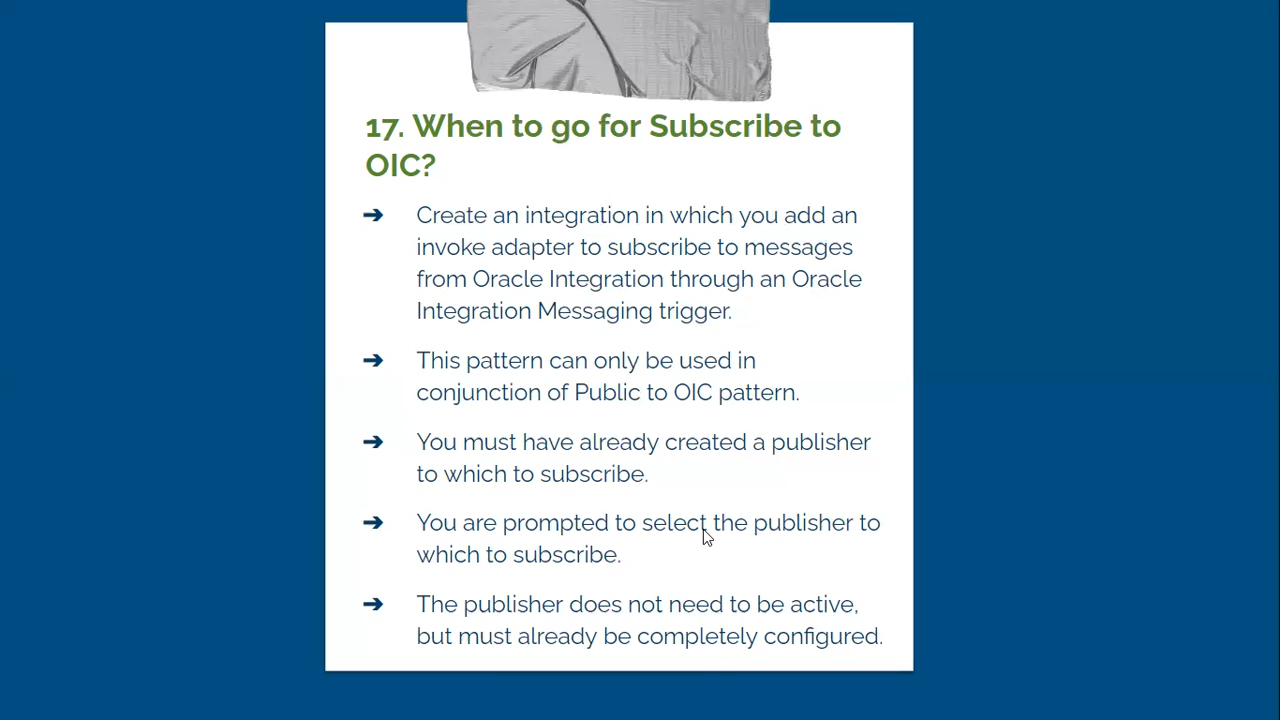 17. When to go for Subscribe to
OIC?
➔ Create an integration in which you add an
invoke adapter to subscribe to messages
from Oracle Integration through an Oracle
Integration Messaging trigger.
➔ This pattern can only be used in
conjunction of Public to OIC pattern.
➔ You must have already created a publisher
to which to subscribe.
➔ You are prompted to select the publisher to
which to subscribe.
➔ The publisher does not need to be active,
but must already be completely configured.